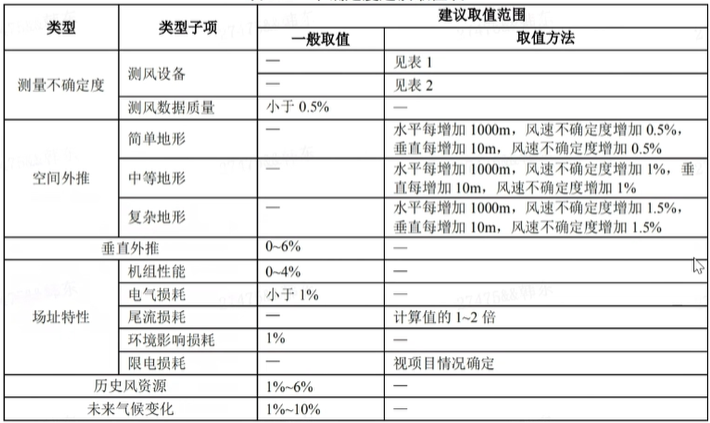 类型 类型子项 建议取值范围
一般取值 取值方法
测量不确定度 测风设备 — 见表 1
— 见表 2
测风数据质量 小于 0.5% —
空间外推 简单地形 — 水平每增加 1000m，风速不确定度增加 0.5%，
垂直每增加 10m，风速不确定度增加 0.5%
中等地形 — 水平每增加 1000m，风速不确定度增加 1%，垂
直每增加 10m，风速不确定度增加 1%
复杂地形 — 水平每增加 1000m，风速不确定度增加 1.5%，
垂直每增加 10m，风速不确定度增加 1.5%
垂直外推 0~6% —
场址特性 机组性能 0~4% —
电气损耗 小于 1% —
尾流损耗 — 计算值的 1~2 倍
环境影响损耗 1% —
限电损耗 — 视项目情况确定
历史风资源 1%~6% —
未来气候变化 1%~10% —